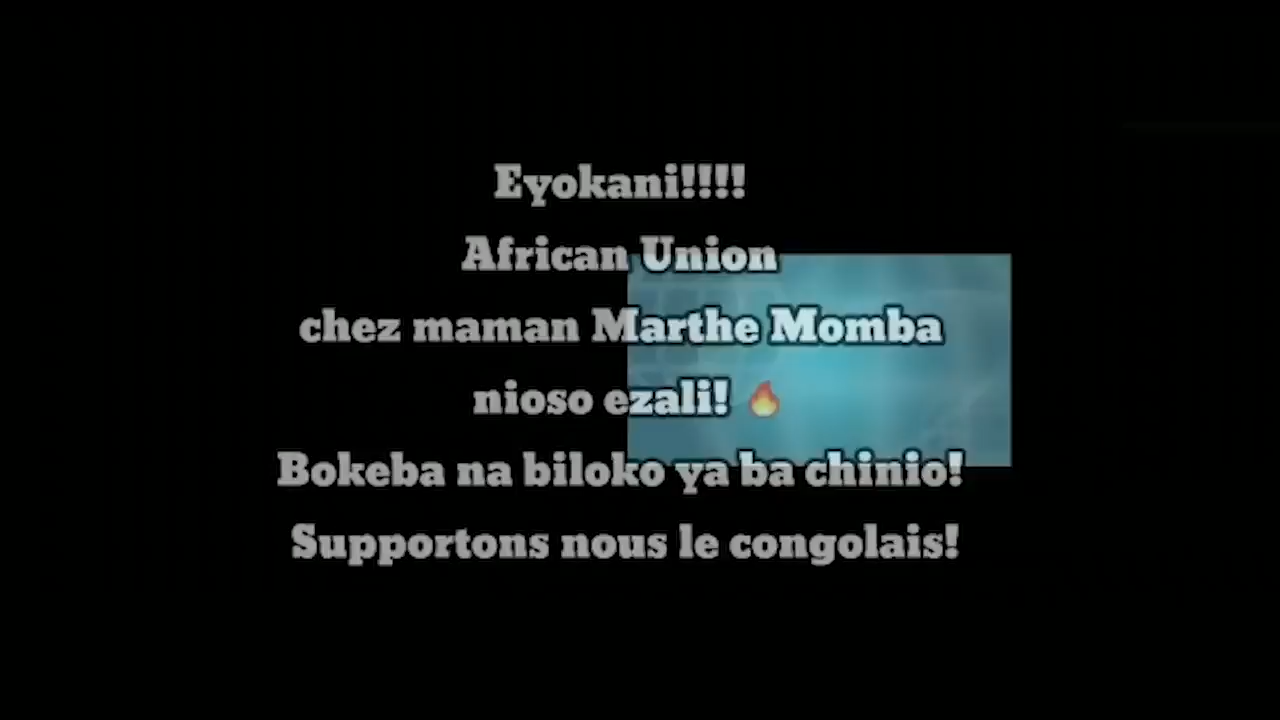 Eyokani!!!!
African Union
chez maman Marthe Momba
nioso ezali! 🔥
Bokeba na biloko ya ba chinio!
Supportons nous le congolais!